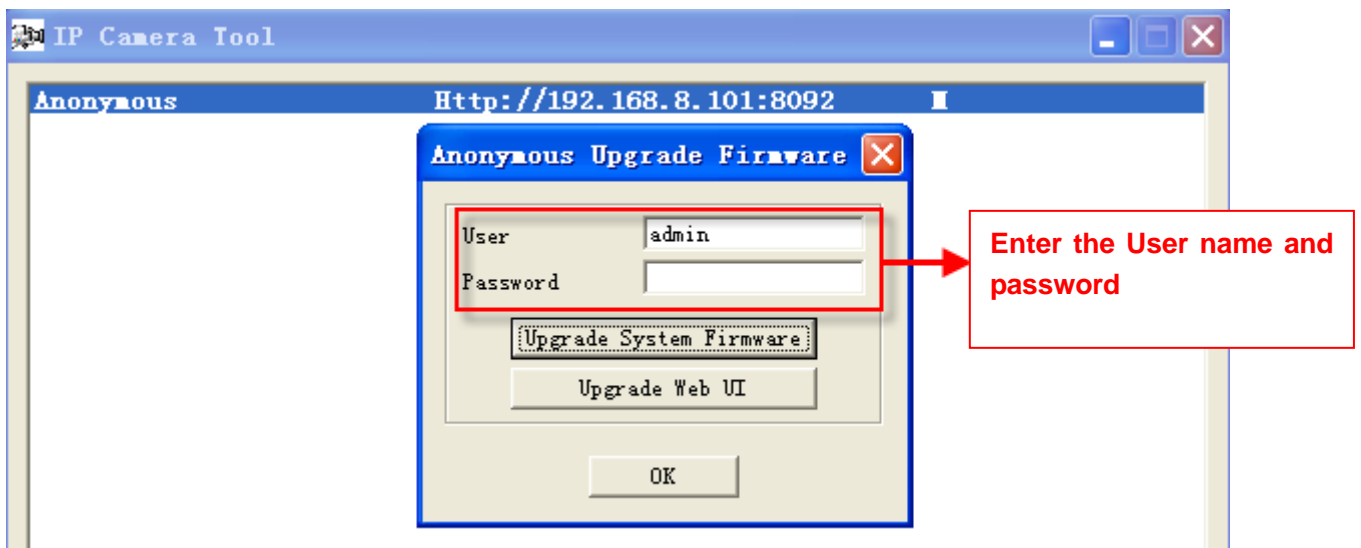 IP Camera Tool
Anonymous Http://192.168.8.101:8092
Anonymous Upgrade Firmware
User admin
Password
Enter the User name and
password
Upgrade System Firmware
Upgrade Web UI
OK